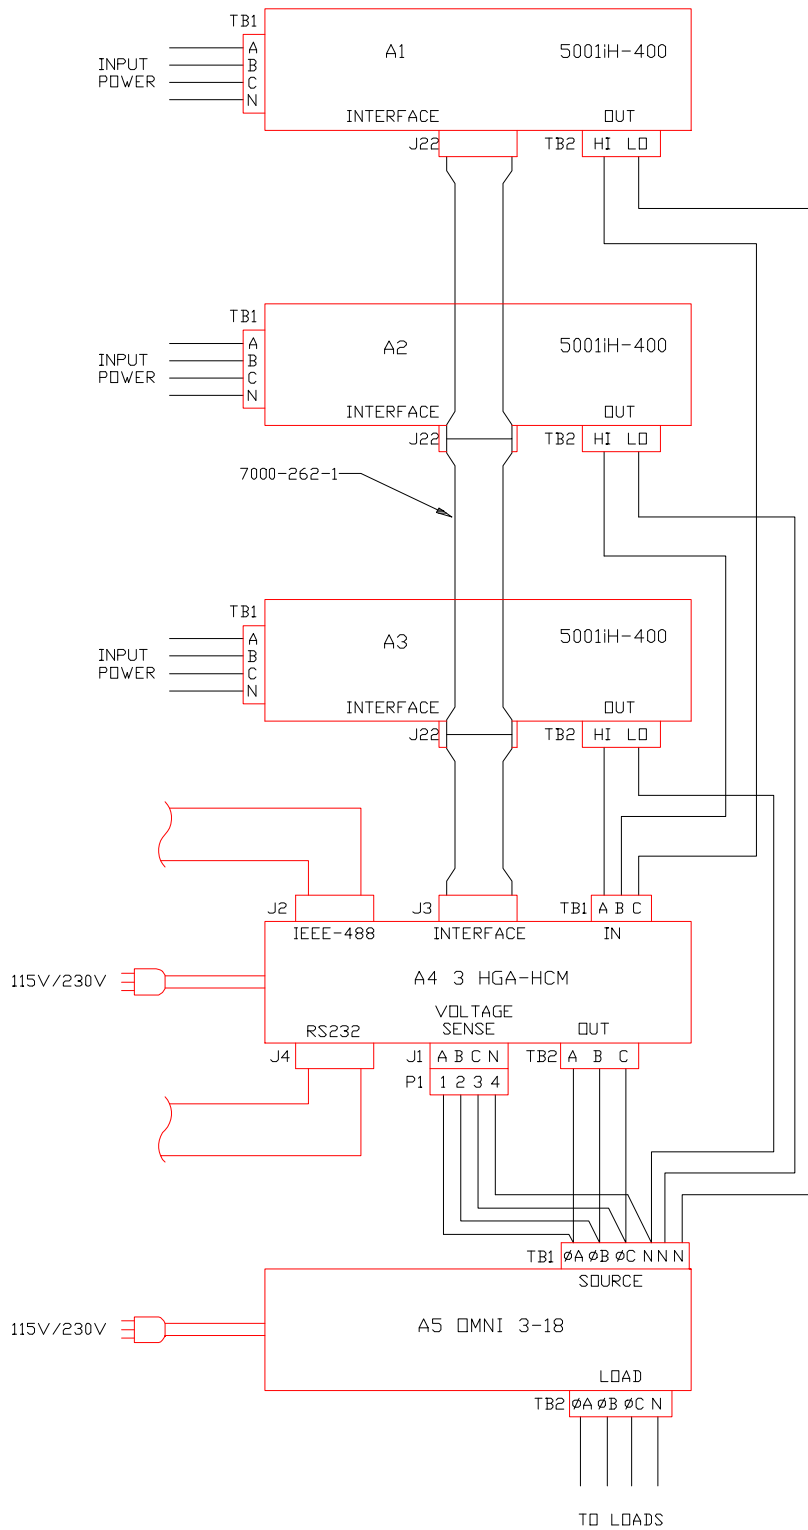 TB1
A1 5001iH-400
A
INPUT B
POWER C
N
INTERFACE OUT
J22 TB2 HI LO
TB1
A2 5001iH-400
A
INPUT B
POWER C
N
INTERFACE OUT
J22 TB2 HI LO
7000-262-1
TB1
A3 5001iH-400
A
INPUT B
POWER C
N
INTERFACE OUT
J22 TB2 HI LO
J2 J3 TB1 A B C
IEEE-488 INTERFACE IN
115V/230V A4 3 HGA-HCM
VOLTAGE
RS232 SENSE OUT
J4 J1 A B C N TB2 A B C
P1 1 2 3 4
TB1 ØA ØB ØC N N N
SOURCE
115V/230V A5 OMNI 3-18
LOAD
TB2 ØA ØB ØC N
TO LOADS